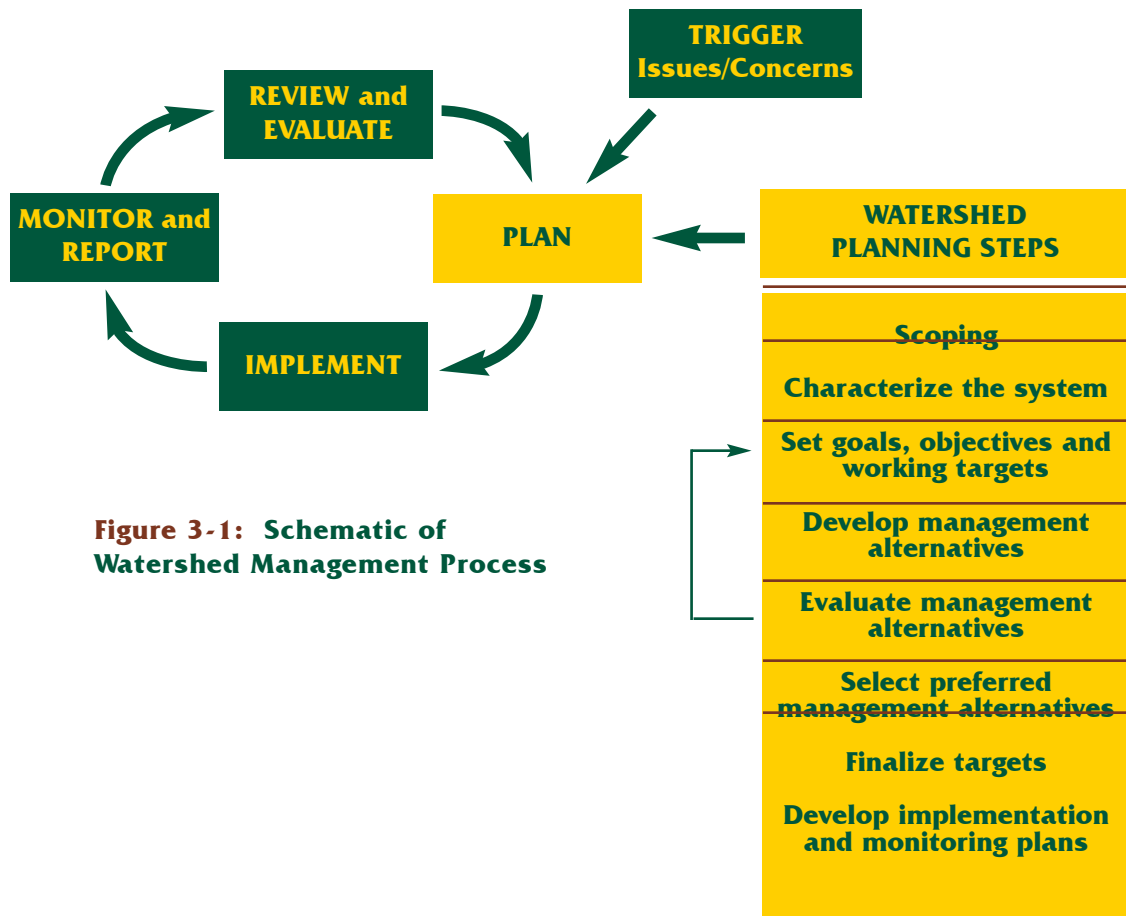 TRIGGER
Issues/Concerns
REVIEW and
EVALUATE
MONITOR and
REPORT
PLAN
WATERSHED
PLANNING STEPS
IMPLEMENT
Scoping
Characterize the system
Set goals, objectives and
working targets
Develop management
alternatives
Evaluate management
alternatives
Select preferred
management alternatives
Finalize targets
Develop implementation
and monitoring plans
Figure 3-1: Schematic of
Watershed Management Process